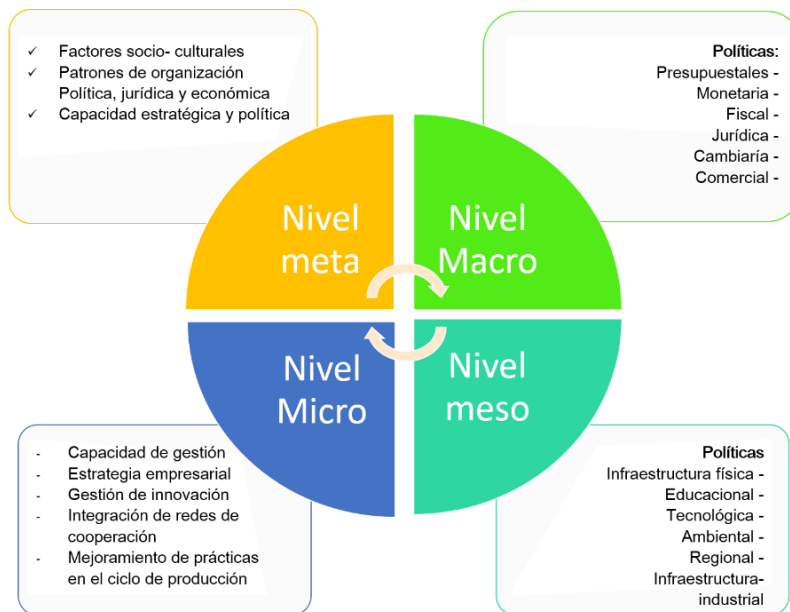 ✓ Factores socio- culturales
✓ Patrones de organización
Política, jurídica y económica
✓ Capacidad estratégica y política
Políticas:
Presupuestales -
Monetaria -
Fiscal -
Jurídica -
Cambiaría -
Comercial -
Nivel
meta
Nivel
Macro
Nivel
Micro
Nivel
meso
- Capacidad de gestión
- Estrategia empresarial
- Gestión de innovación
- Integración de redes de
cooperación
- Mejoramiento de prácticas
en el ciclo de producción
Políticas
Infraestructura física -
Educacional -
Tecnológica -
Ambiental -
Regional -
Infraestructura-
industrial